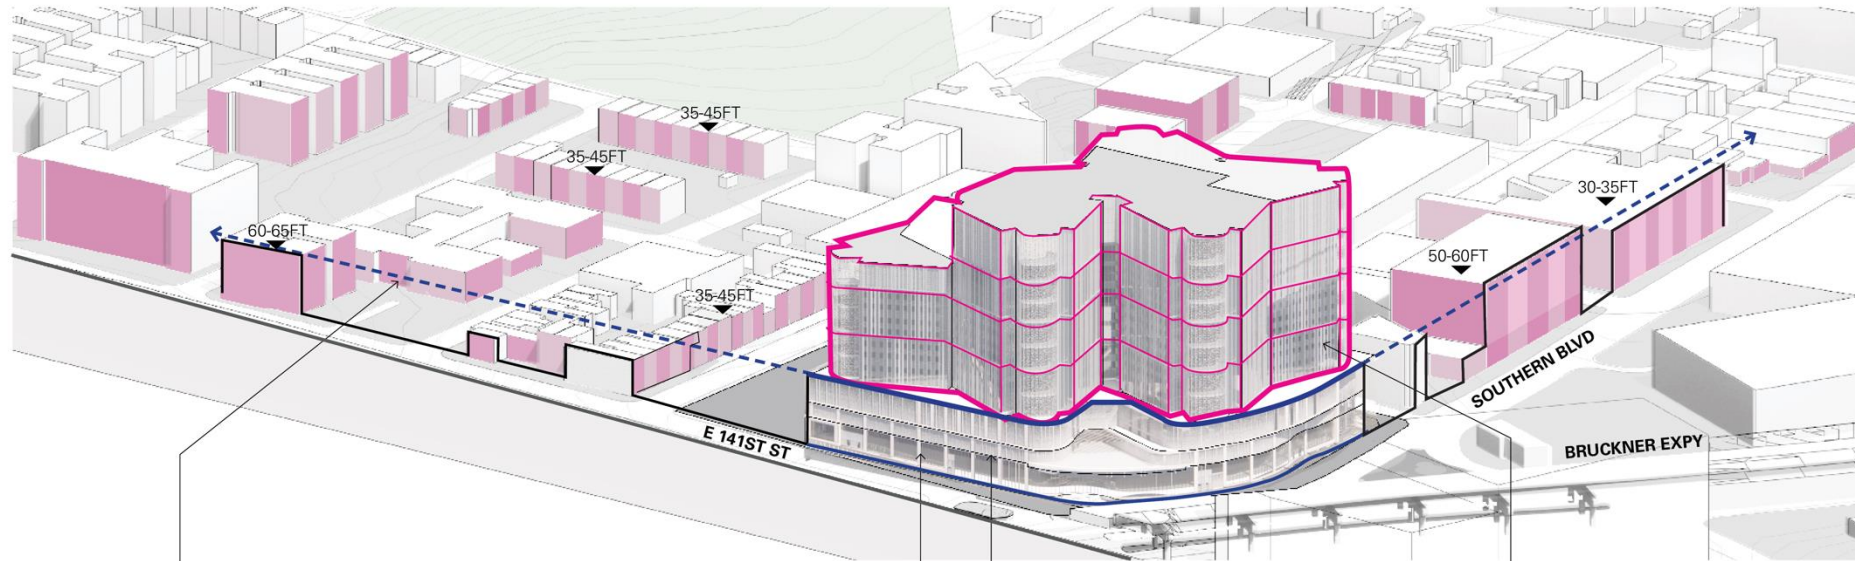 35-45FT
35-45FT
60-65FT
35-45FT
30-35FT
50-60FT
SOUTHERN BLVD
E 141ST ST
BRUCKNER EXPY